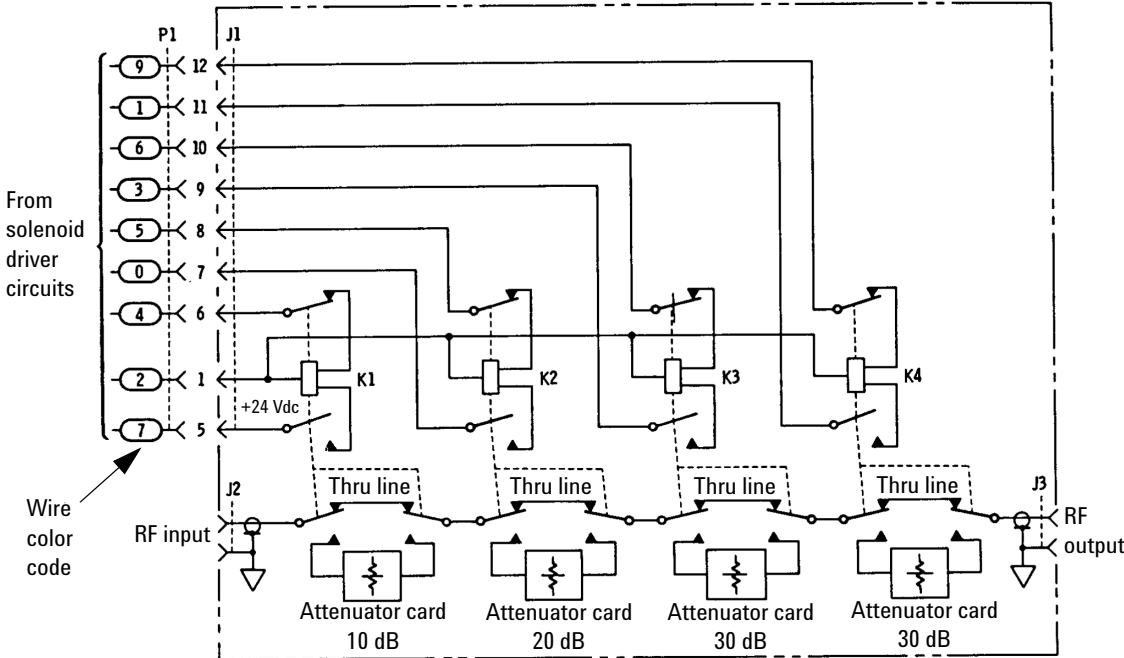 P1 J1
9 12
1 11
6 10
3 9
5 8
0 7
4 6
2 1
7 5
From
solenoid
driver
circuits
+24 Vdc
K1 K2 K3 K4
Wire
color
code
J2
RF input
Thru line Thru line Thru line Thru line
J3
RF
output
Attenuator card
10 dB
Attenuator card
20 dB
Attenuator card
30 dB
Attenuator card
30 dB